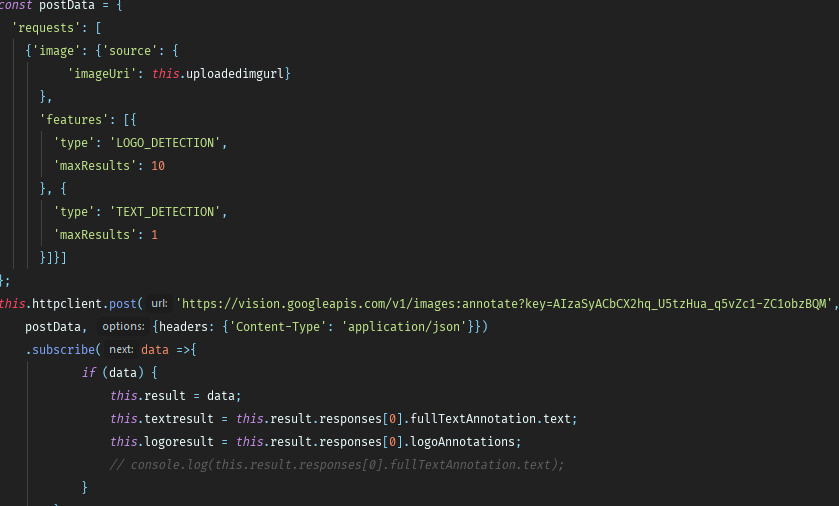 const postData = {
'requests': [
{'image': {'source': {
'imageUri': this.uploadedimgurl}
},
'features': [{
'type': 'LOGO_DETECTION',
'maxResults': 10
}, {
'type': 'TEXT_DETECTION',
'maxResults': 1
}]}]
};
this.httpclient.post( url: 'https://vision.googleapis.com/v1/images:annotate?key=AIzaSyACbCX2hq_U5tzHua_q5vZc1-ZC1obzBQM',
postData, options: {headers: {'Content-Type': 'application/json'}})
.subscribe( next: data =>{
if (data) {
this.result = data;
this.textresult = this.result.responses[0].fullTextAnnotation.text;
this.logoresult = this.result.responses[0].logoAnnotations;
// console.log(this.result.responses[0].fullTextAnnotation.text);
}